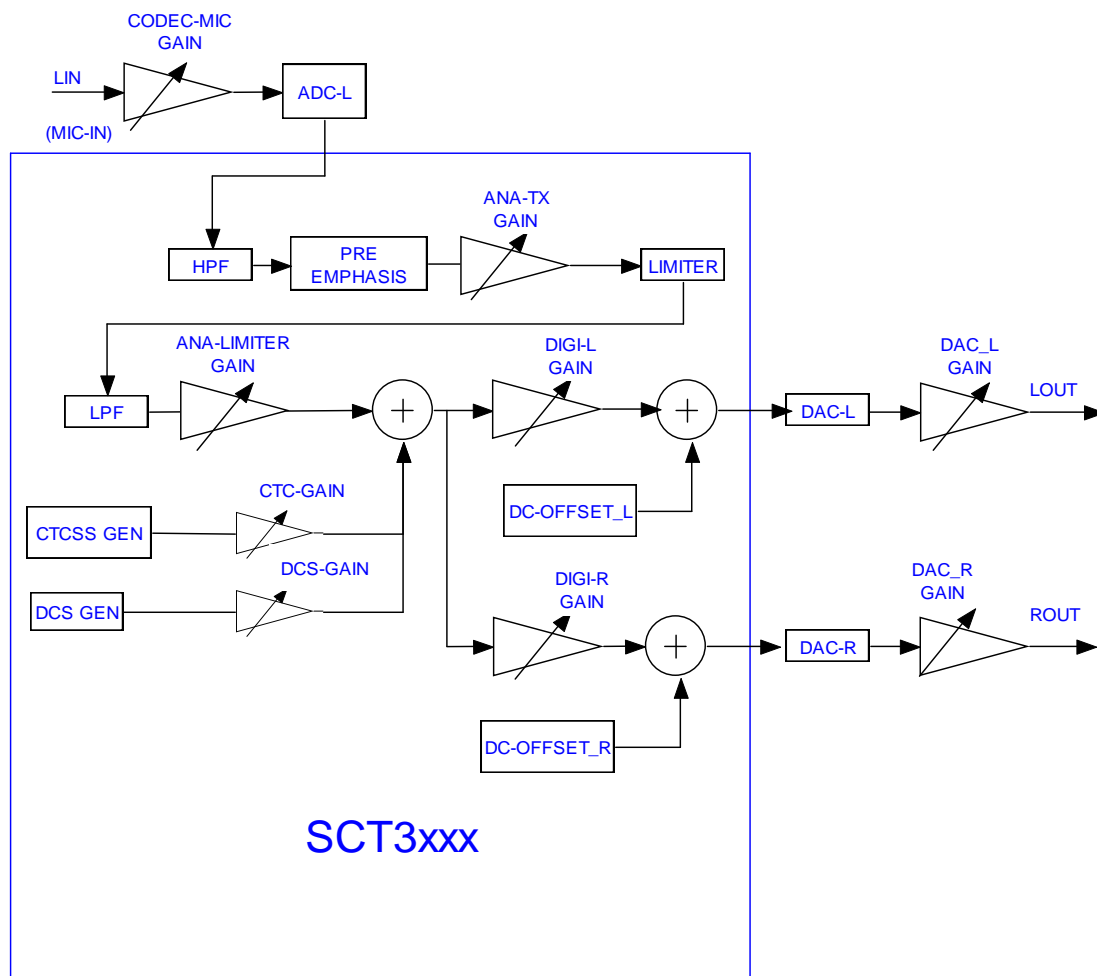 CODEC-MIC
GAIN
LIN
ADC-L
(MIC-IN)
ANA-TX
GAIN
HPF
PRE
EMPHASIS
LIMITER
ANA-LIMITER
GAIN
DIGI-L
GAIN
DAC_L
GAIN
LOUT
LPF
+
+
DAC-L
CTC-GAIN
DC-OFFSET_L
CTCSS GEN
DCS-GAIN
DIGI-R
GAIN
DAC_R
GAIN
ROUT
DCS GEN
+
DAC-R
DC-OFFSET_R
SCT3xxx